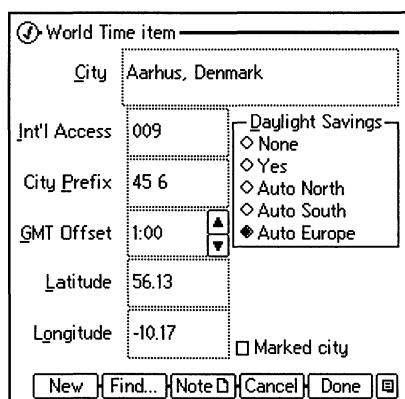 World Time item
City Aarhus, Denmark
Int'l Access 009
Daylight Savings
None
Yes
Auto North
Auto South
Auto Europe
City Prefix 45 6
GMT Offset 1:00
Latitude 56.13
Longitude -10.17
Marked city
New Find... Note Cancel Done